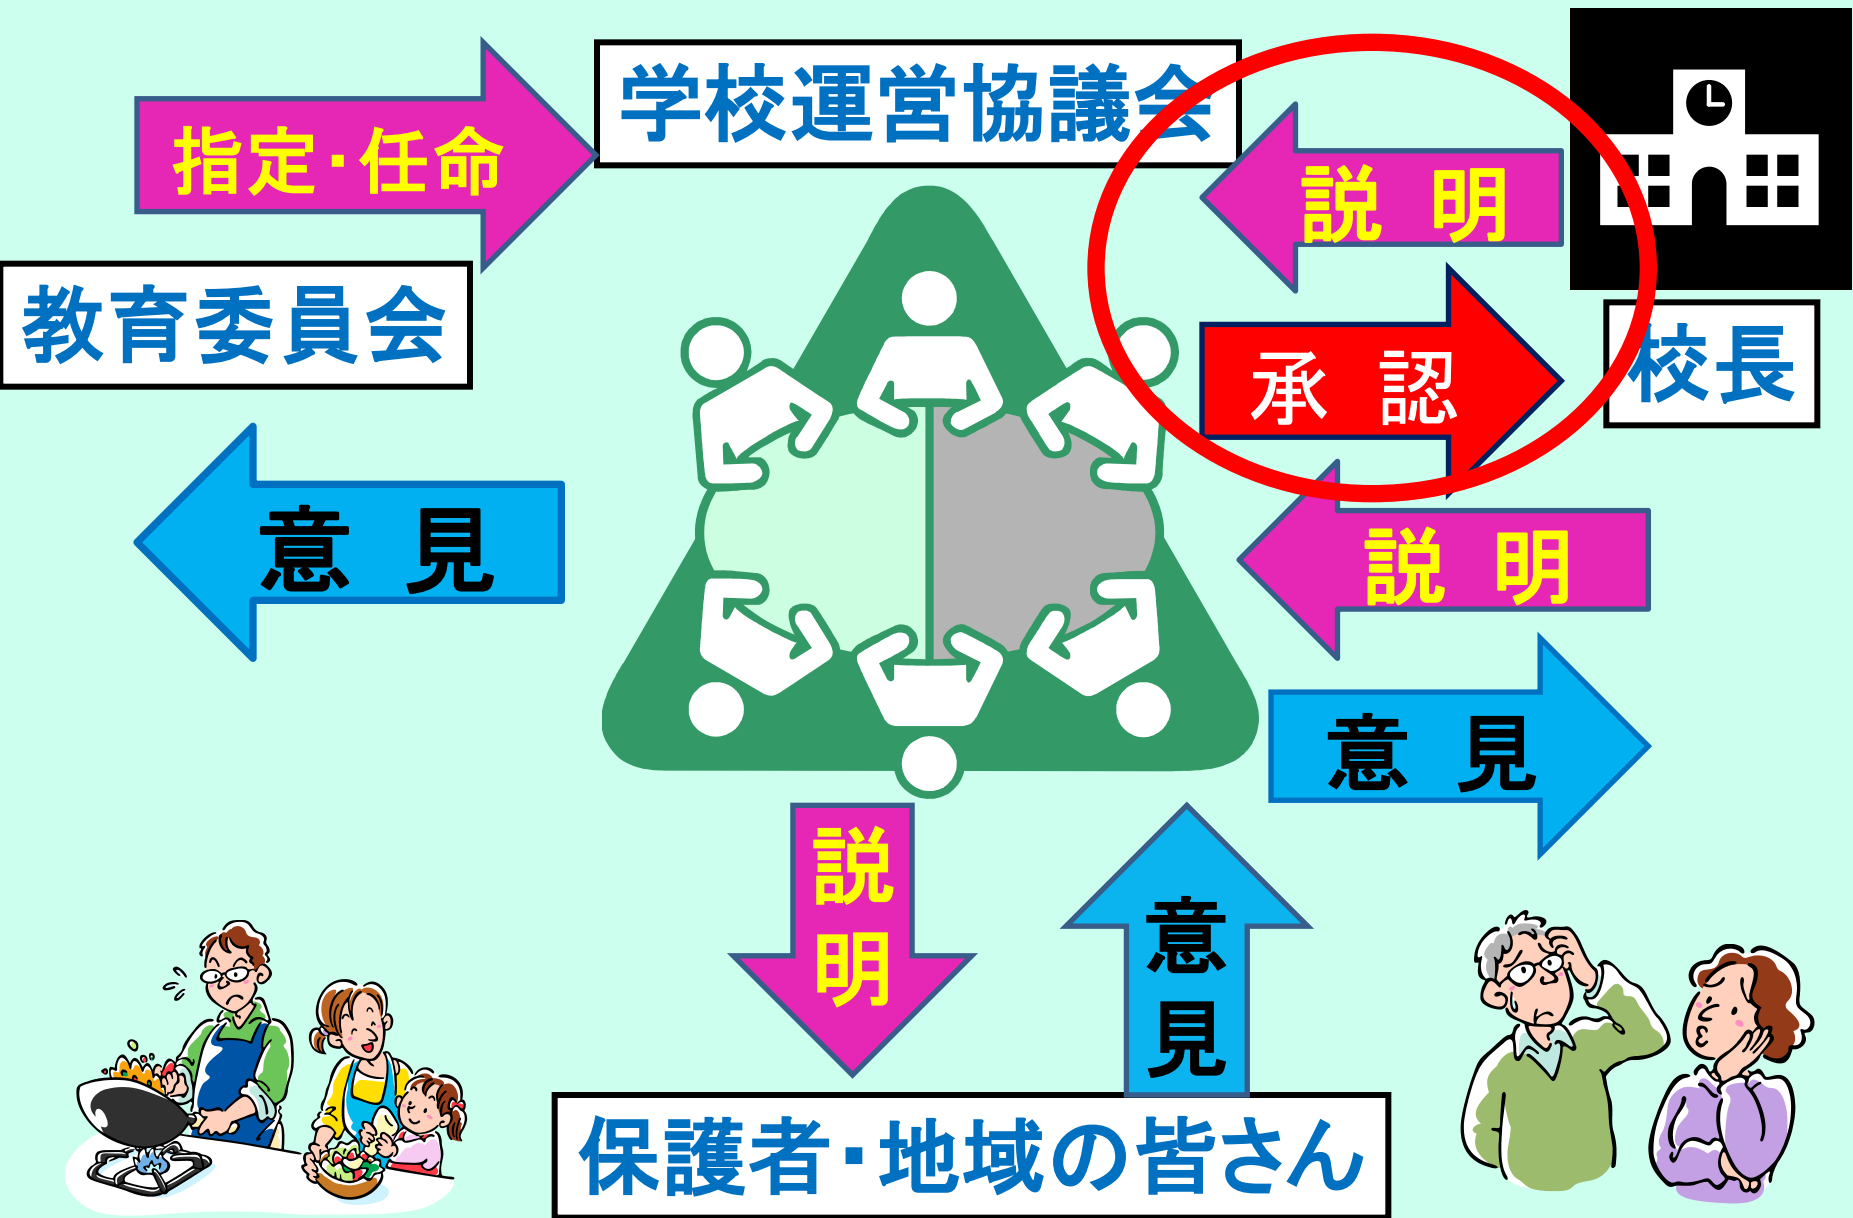 学校運営協議会
指定・任命
説 明
教育委員会
承 認
校長
意 見
説 明
意 見
説
明
意
見
保護者・地域の皆さん